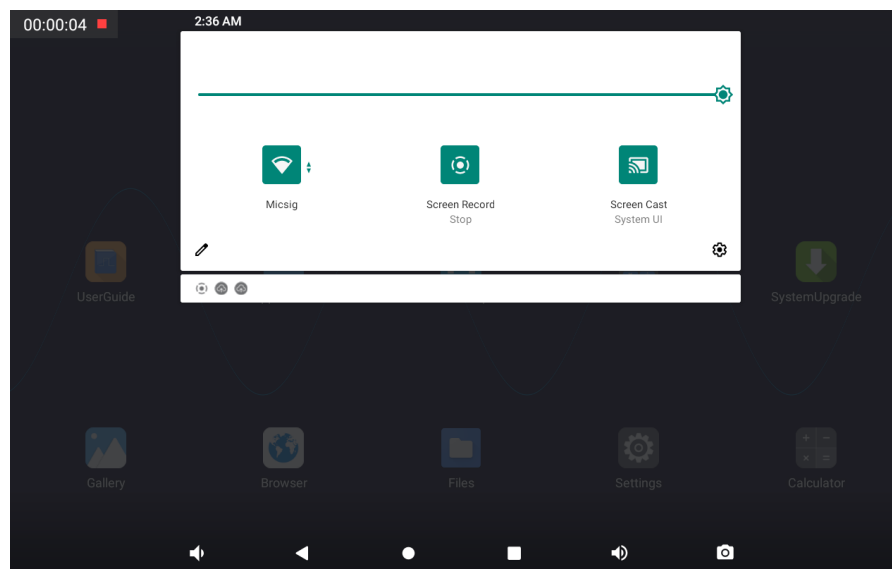 00:00:04
2:36 AM
Micsig
Screen Record
Stop
Screen Cast
System UI
UserGuide
SystemUpgrade
Gallery
Browser
Files
Settings
Calculator